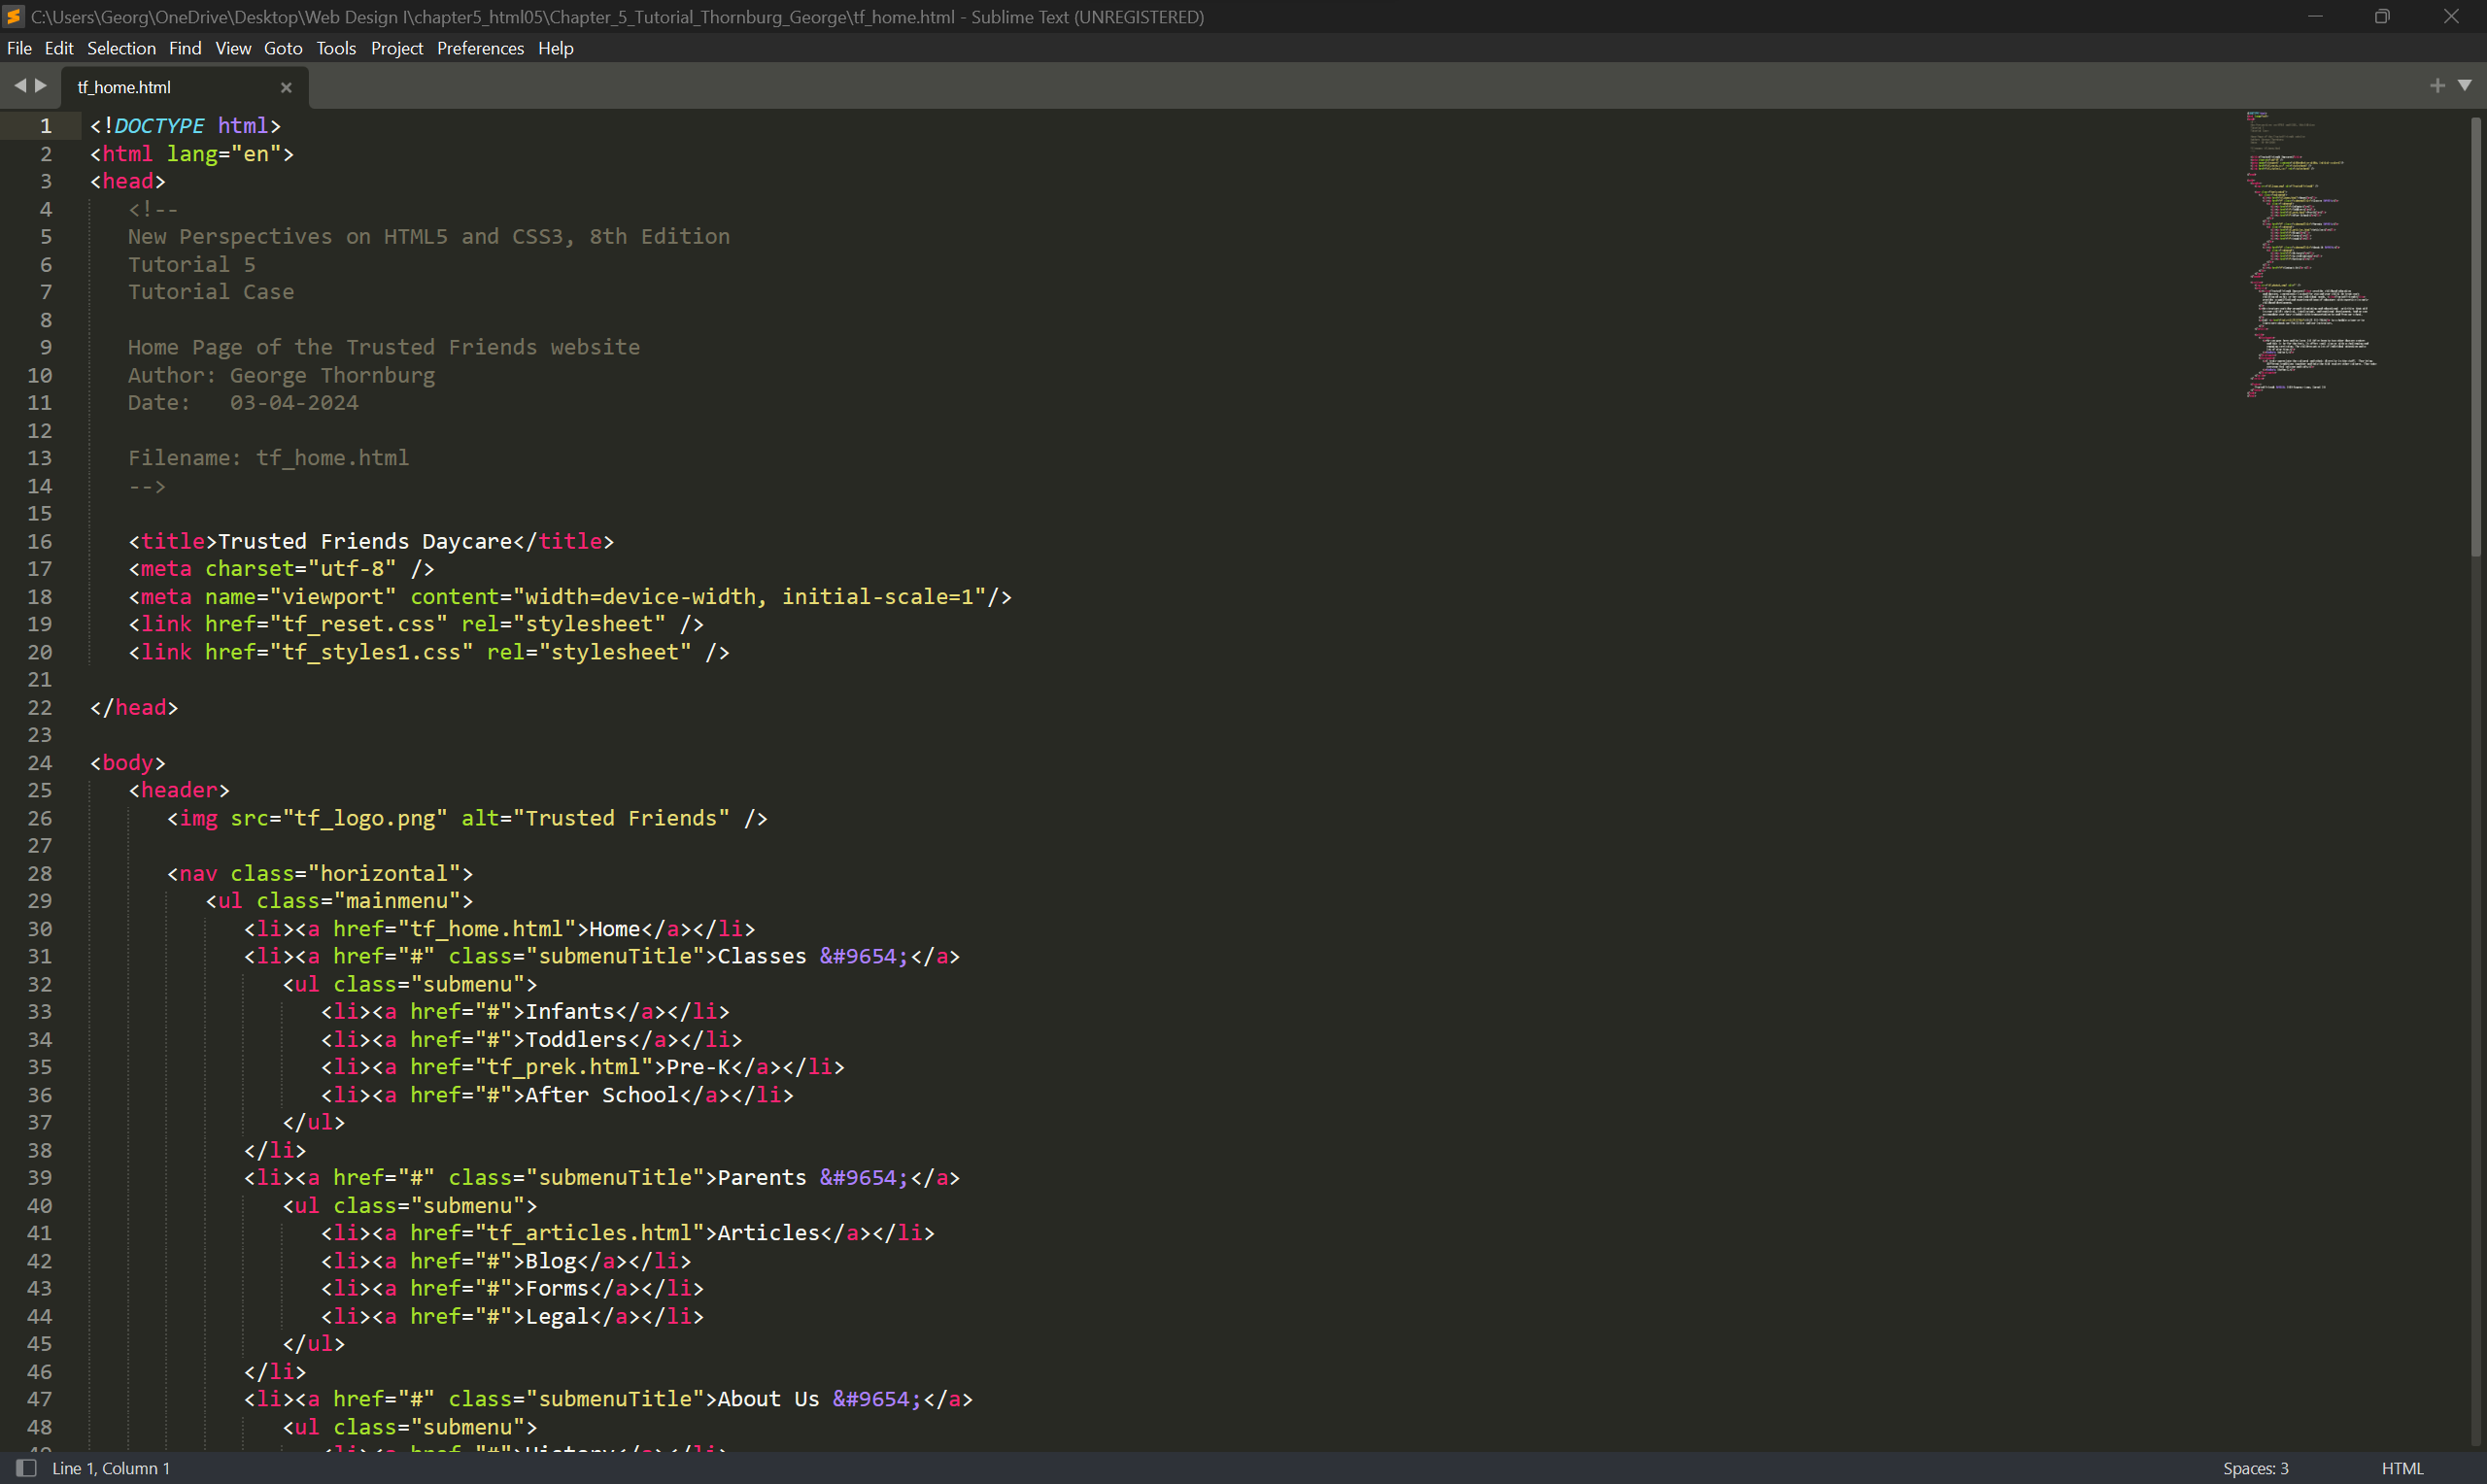 C:\Users\Georg\OneDrive\Desktop\Web Design I\chapter5_html05\Chapter_5_Tutorial_Thornburg_George\tf_home.html - Sublime Text (UNREGISTERED)
File Edit Selection Find View Goto Tools Project Preferences Help
tf_home.html
1 <!DOCTYPE html>
2 <html lang="en">
3 <head>
4 <!--
5 New Perspectives on HTML5 and CSS3, 8th Edition
6 Tutorial 5
7 Tutorial Case
8
9 Home Page of the Trusted Friends website
10 Author: George Thornburg
11 Date:   03-04-2024
12
13 Filename: tf_home.html
14 -->
15
16 <title>Trusted Friends Daycare</title>
17 <meta charset="utf-8" />
18 <meta name="viewport" content="width=device-width, initial-scale=1"/>
19 <link href="tf_reset.css" rel="stylesheet" />
20 <link href="tf_styles1.css" rel="stylesheet" />
21
22 </head>
23
24 <body>
25 <header>
26 <img src="tf_logo.png" alt="Trusted Friends" />
27
28 <nav class="horizontal">
29 <ul class="mainmenu">
30 <li><a href="tf_home.html">Home</a></li>
31 <li><a href="#" class="submenuTitle">Classes &#9654;</a>
32 <ul class="submenu">
33 <li><a href="#">Infants</a></li>
34 <li><a href="#">Toddlers</a></li>
35 <li><a href="tf_prek.html">Pre-K</a></li>
36 <li><a href="#">After School</a></li>
37 </ul>
38 </li>
39 <li><a href="#" class="submenuTitle">Parents &#9654;</a>
40 <ul class="submenu">
41 <li><a href="tf_articles.html">Articles</a></li>
42 <li><a href="#">Blog</a></li>
43 <li><a href="#">Forms</a></li>
44 <li><a href="#">Legal</a></li>
45 </ul>
46 </li>
47 <li><a href="#" class="submenuTitle">About Us &#9654;</a>
48 <ul class="submenu">
49 <li><a href="#">History</a></li>
Line 1, Column 1
Spaces: 3
HTML